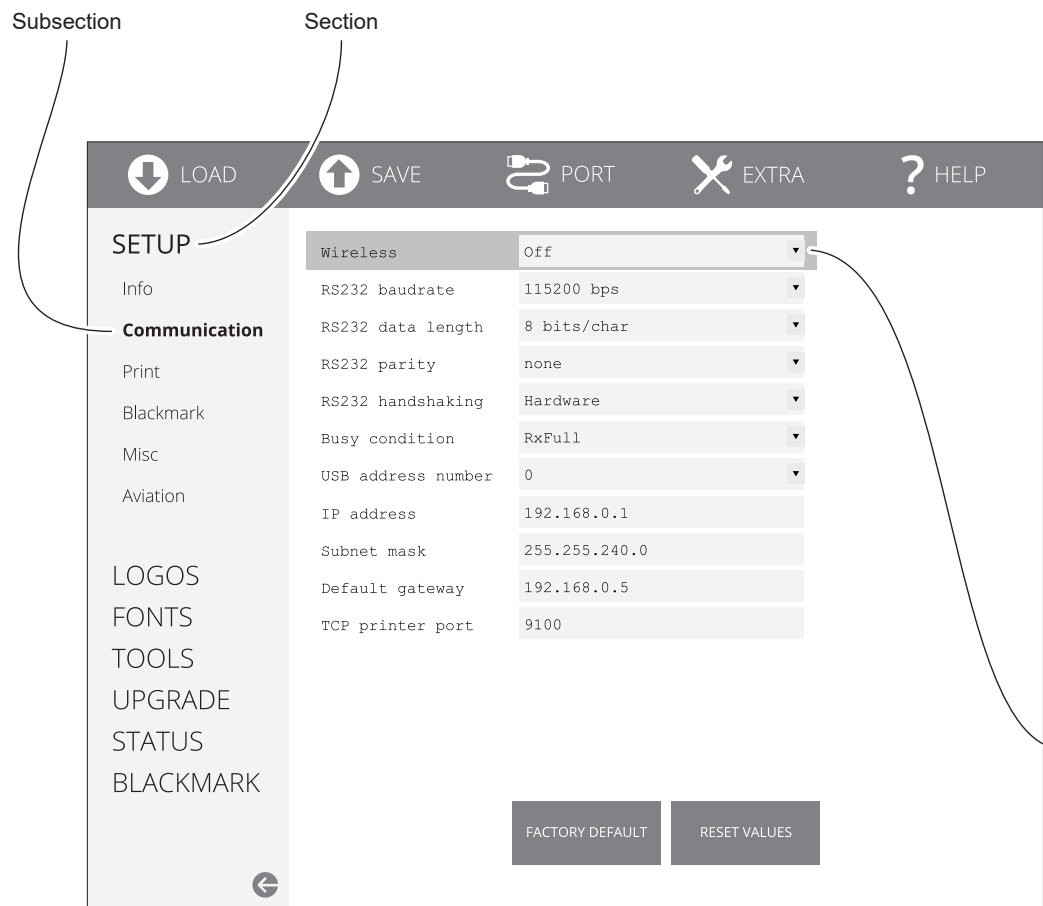 Subsection Section
LOAD SAVE PORT EXTRA ? HELP
SETUP
Info
Communication
Print
Blackmark
Misc
Aviation
LOGOS
FONTS
TOOLS
UPGRADE
STATUS
BLACKMARK
Wireless Off
RS232 baudrate 115200 bps
RS232 data length 8 bits/char
RS232 parity none
RS232 handshaking Hardware
Busy condition RxFull
USB address number 0
IP address 192.168.0.1
Subnet mask 255.255.240.0
Default gateway 192.168.0.5
TCP printer port 9100
FACTORY DEFAULT RESET VALUES